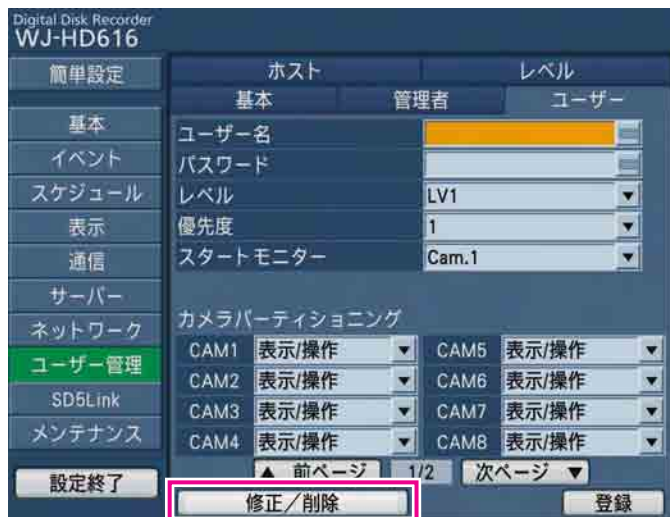 Digital Disk Recorder
WJ-HD616
簡単設定
基本
イベント
スケジュール
表示
通信
サーバー
ネットワーク
ユーザー管理
SD5Link
メンテナンス
設定終了
ホスト レベル
基本 管理者 ユーザー
ユーザー名
パスワード
レベル LV1
優先度 1
スタートモニター Cam.1
カメラパーティショニング
CAM1 表示/操作 CAM5 表示/操作
CAM2 表示/操作 CAM6 表示/操作
CAM3 表示/操作 CAM7 表示/操作
CAM4 表示/操作 CAM8 表示/操作
▲ 前ページ 1/2 次ページ ▼
修正/削除 登録